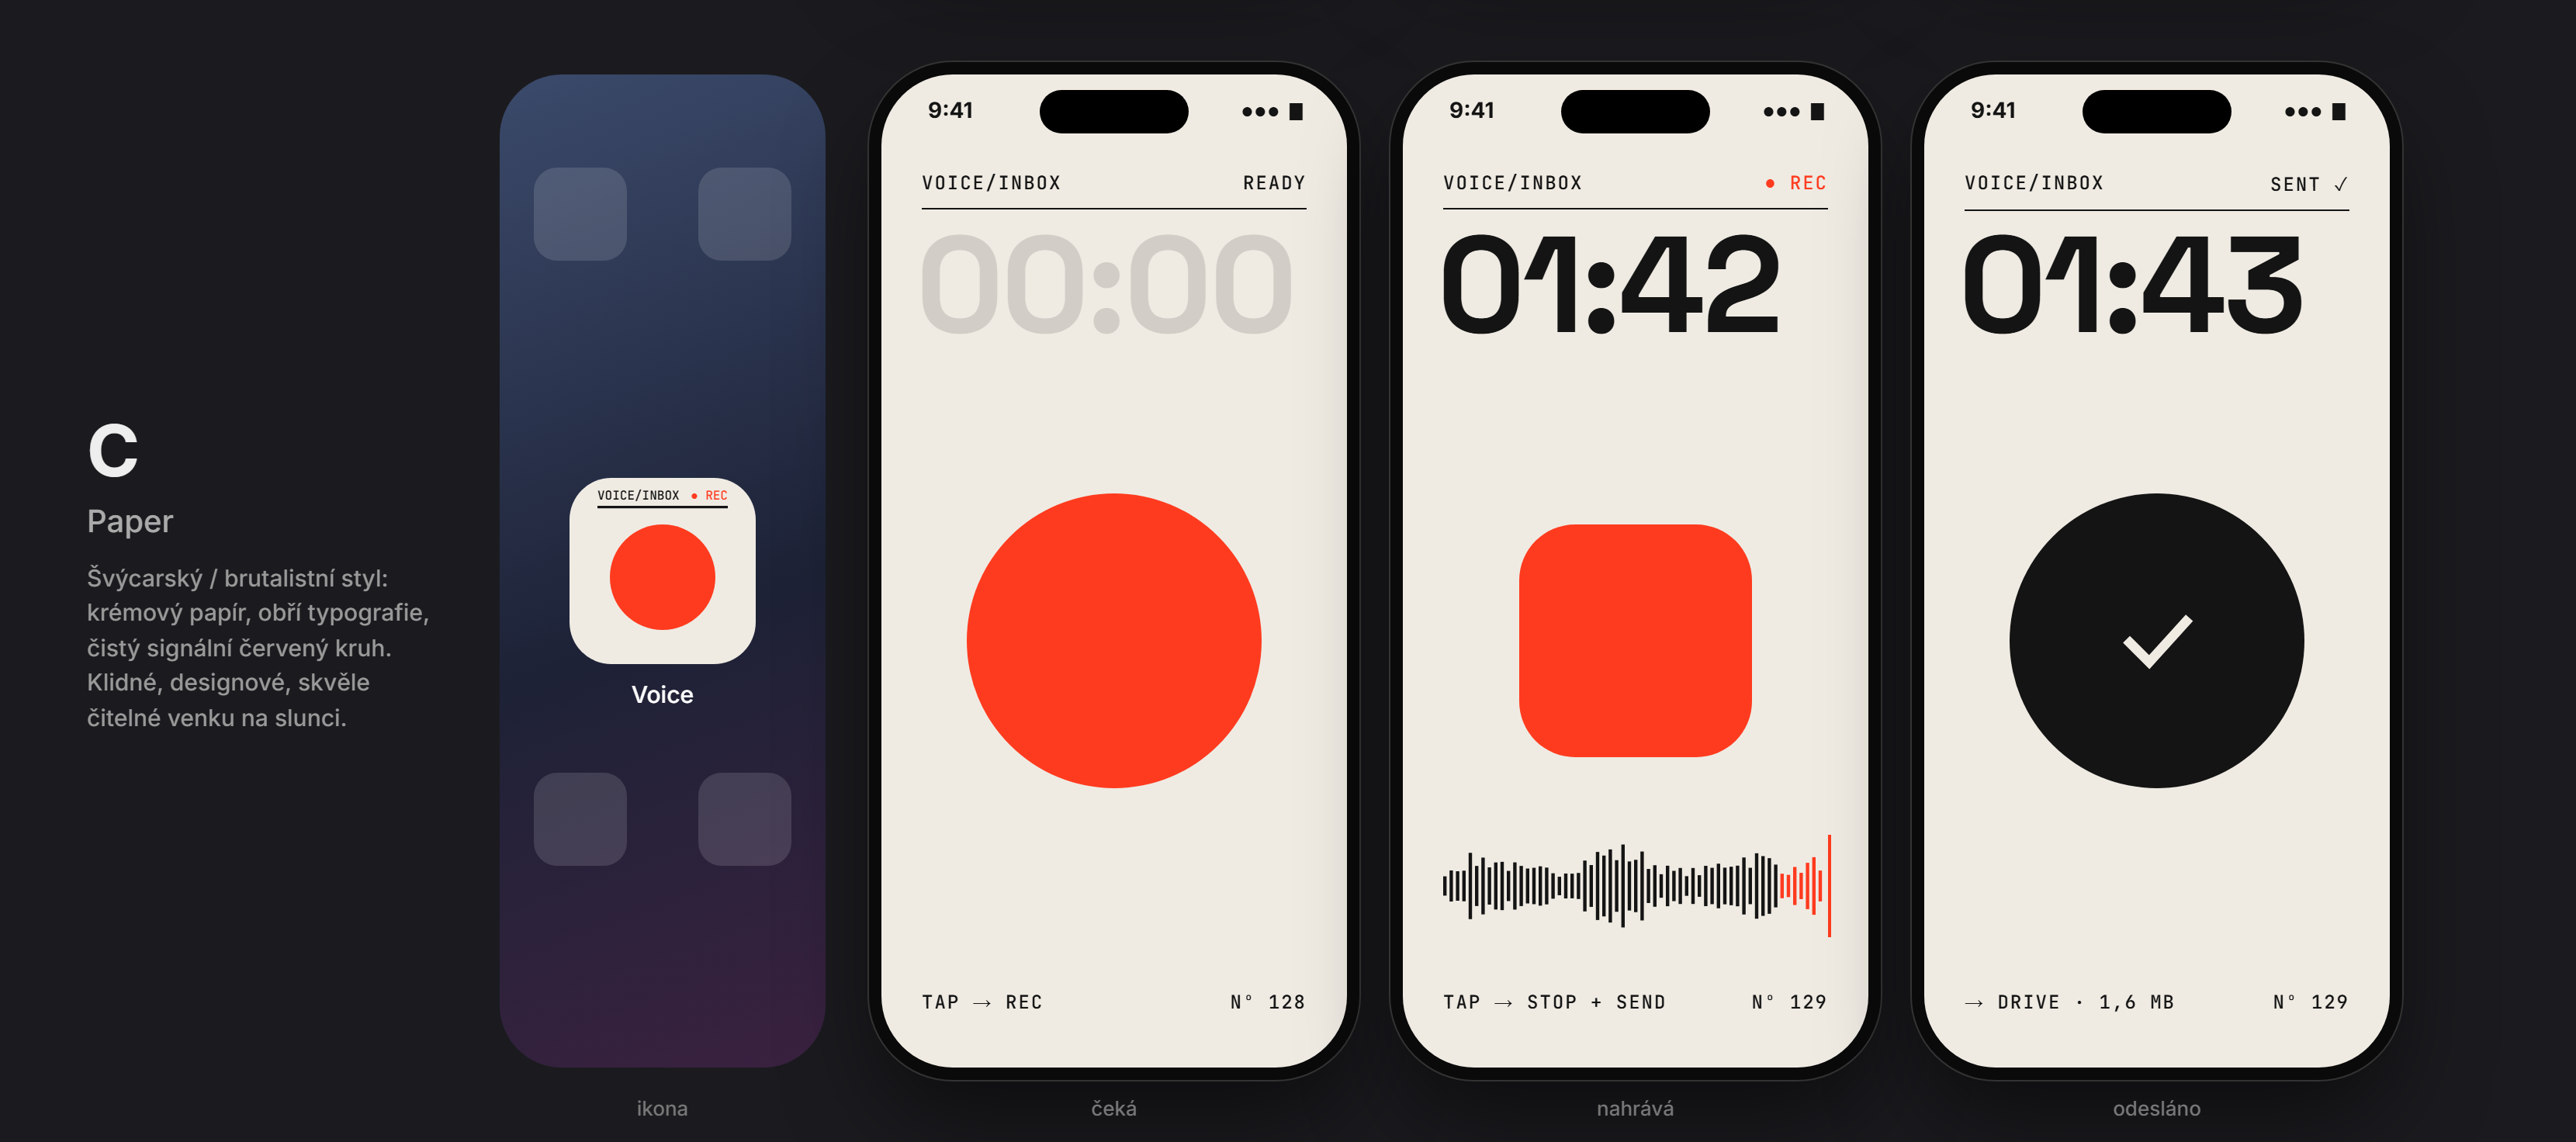 C
Paper
Švýcarský / brutalistní styl:
krémový papír, obří typografie,
čistý signální červený kruh.
Klidné, designové, skvěle
čitelné venku na slunci.
VOICE/INBOX ● REC
Voice
ikona
9:41
VOICE/INBOX READY
00:00
TAP → REC N° 128
čeká
9:41
VOICE/INBOX ● REC
01:42
TAP → STOP + SEND N° 129
nahrává
9:41
VOICE/INBOX SENT ✓
01:43
→ DRIVE · 1,6 MB N° 129
odesláno